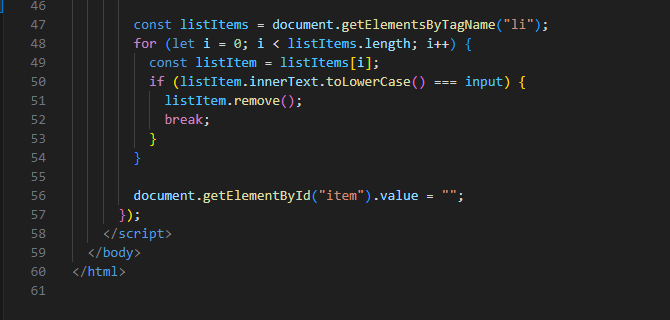 46
47 const listItems = document.getElementsByTagName("li");
48 for (let i = 0; i < listItems.length; i++) {
49 const listItem = listItems[i];
50 if (listItem.innerText.toLowerCase() === input) {
51 listItem.remove();
52 break;
53 }
54 }
55
56 document.getElementById("item").value = "";
57 });
58 </script>
59 </body>
60 </html>
61